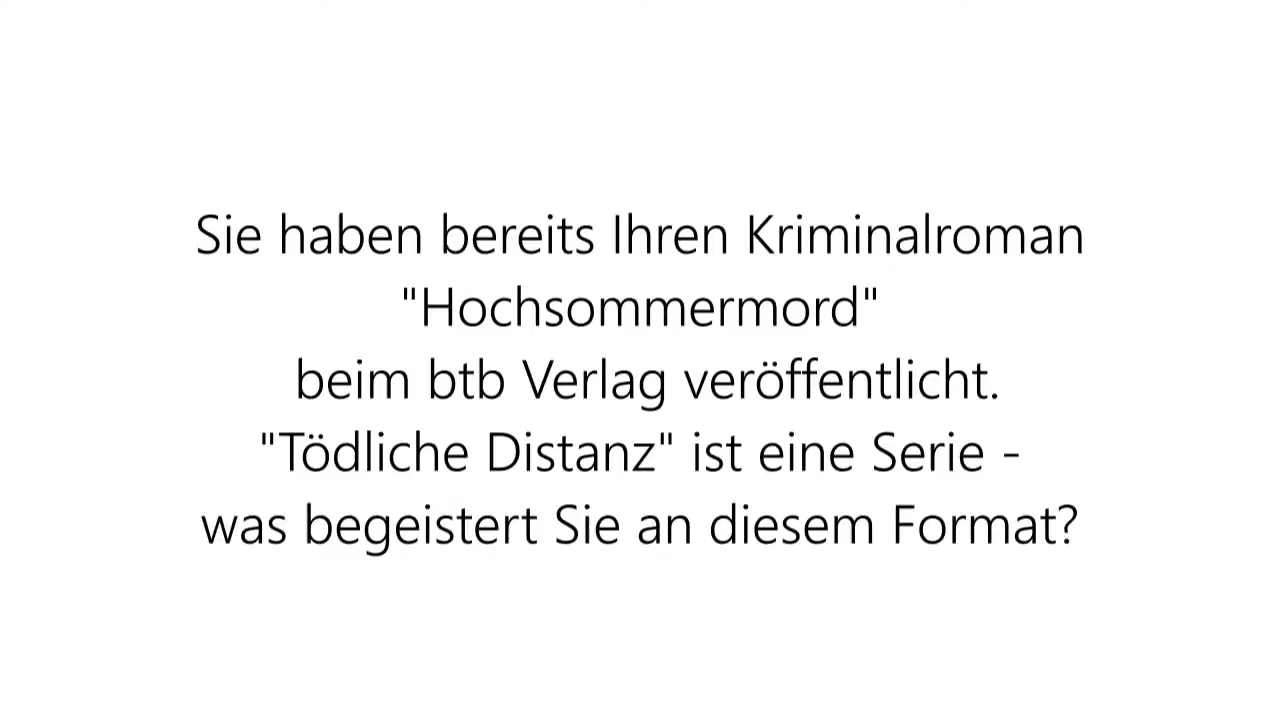 Sie haben bereits Ihren Kriminalroman
"Hochsommermord"
beim btb Verlag veröffentlicht.
"Tödliche Distanz" ist eine Serie -
was begeistert Sie an diesem Format?